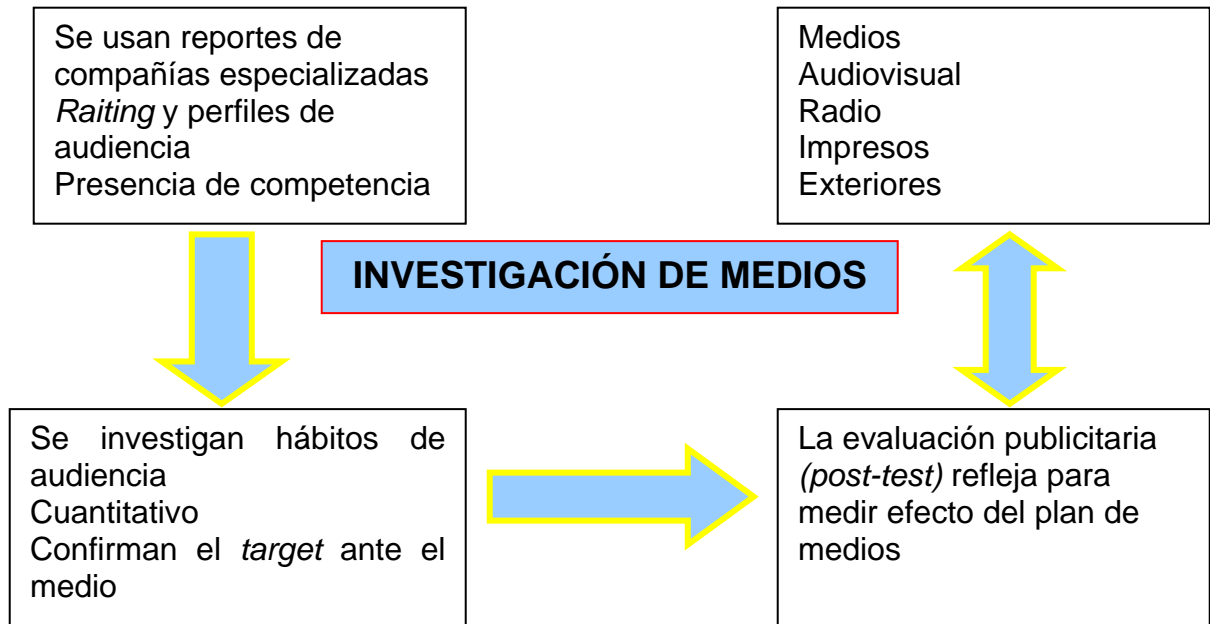 Se usan reportes de
compañías especializadas
Raiting y perfiles de
audiencia
Presencia de competencia
Medios
Audiovisual
Radio
Impresos
Exteriores
INVESTIGACIÓN DE MEDIOS
Se investigan hábitos de
audiencia
Cuantitativo
Confirman el target ante el
medio
La evaluación publicitaria
(post-test) refleja para
medir efecto del plan de
medios